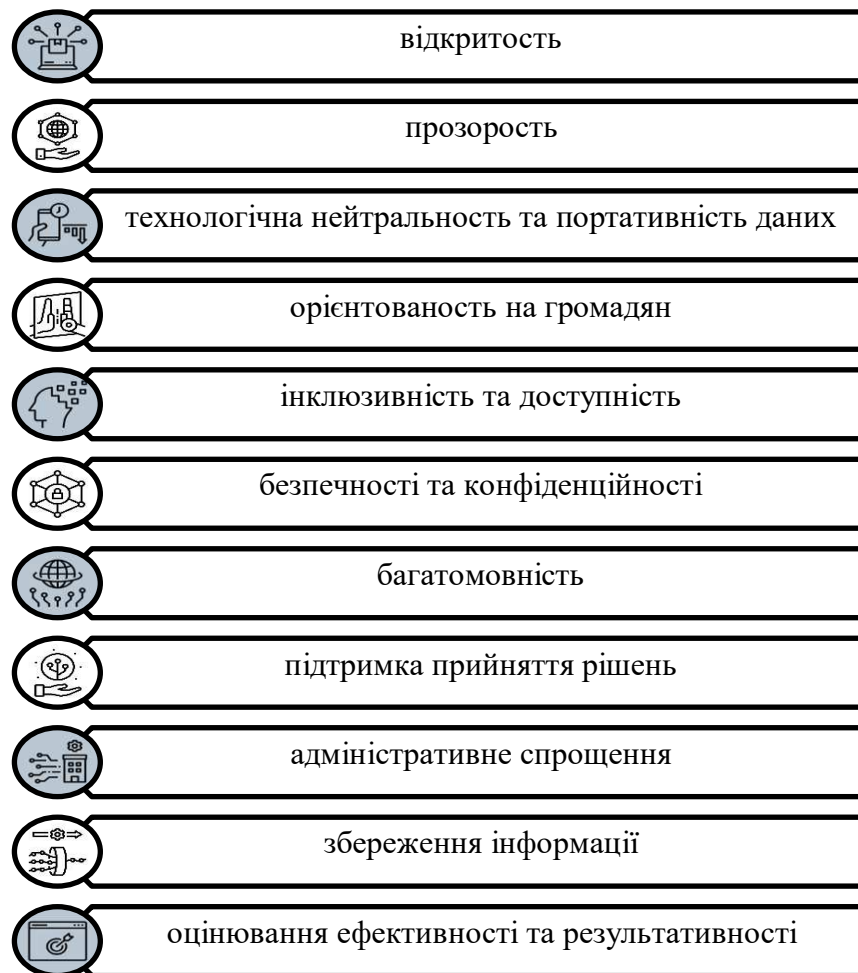 відкритость
прозорость
технологічна нейтральность та портативність даних
орієнтованость на громадян
інклюзивність та доступність
безпечності та конфіденційності
багатомовність
підтримка прийняття рішень
адміністративне спрощення
збереження інформації
оцінювання ефективності та результативності